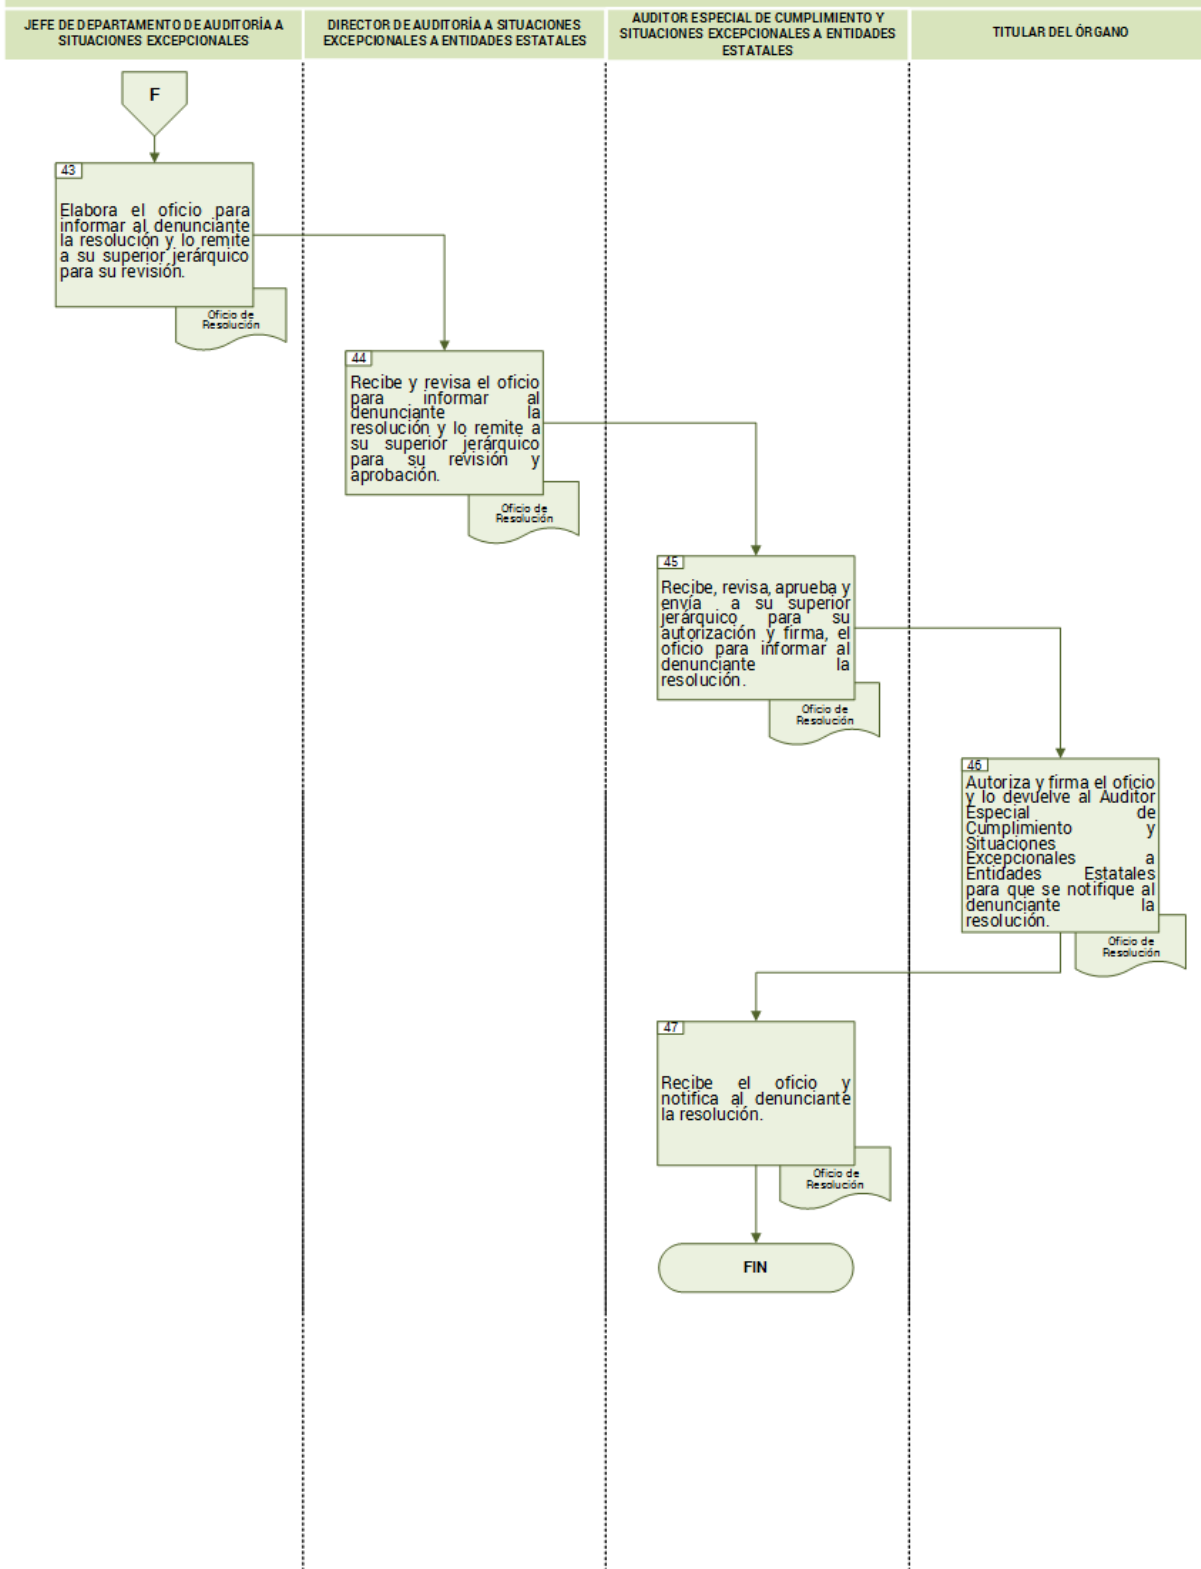 JEFE DE DEPARTAMENTO DE AUDITORÍA A
SITUACIONES EXCEPCIONALES
DIRECTOR DE AUDITORÍA A SITUACIONES
EXCEPCIONALES A ENTIDADES ESTATALES
AUDITOR ESPECIAL DE CUMPLIMIENTO Y
SITUACIONES EXCEPCIONALES A ENTIDADES
ESTATALES
TITULAR DEL ÓRGANO
F
43
Elabora el oficio para
informar al denunciante
la resolución y lo remite
a su superior jerárquico
para su revisión.
Oficio de
Resolución
44
Recibe y revisa el oficio
para informar al
denunciante la
resolución y lo remite a
su superior jerárquico
para su revisión y
aprobación.
Oficio de
Resolución
45
Recibe, revisa, aprueba y
envía a su superior
jerárquico para su
autorización y firma, el
oficio para informar al
denunciante la
resolución.
Oficio de
Resolución
46
Autoriza y firma el oficio
y lo devuelve al Auditor
Especial de
Cumplimiento y
Situaciones
Excepcionales a
Entidades Estatales
para que se notifique al
denunciante la
resolución.
Oficio de
Resolución
47
Recibe el oficio y
notifica al denunciante
la resolución.
Oficio de
Resolución
FIN